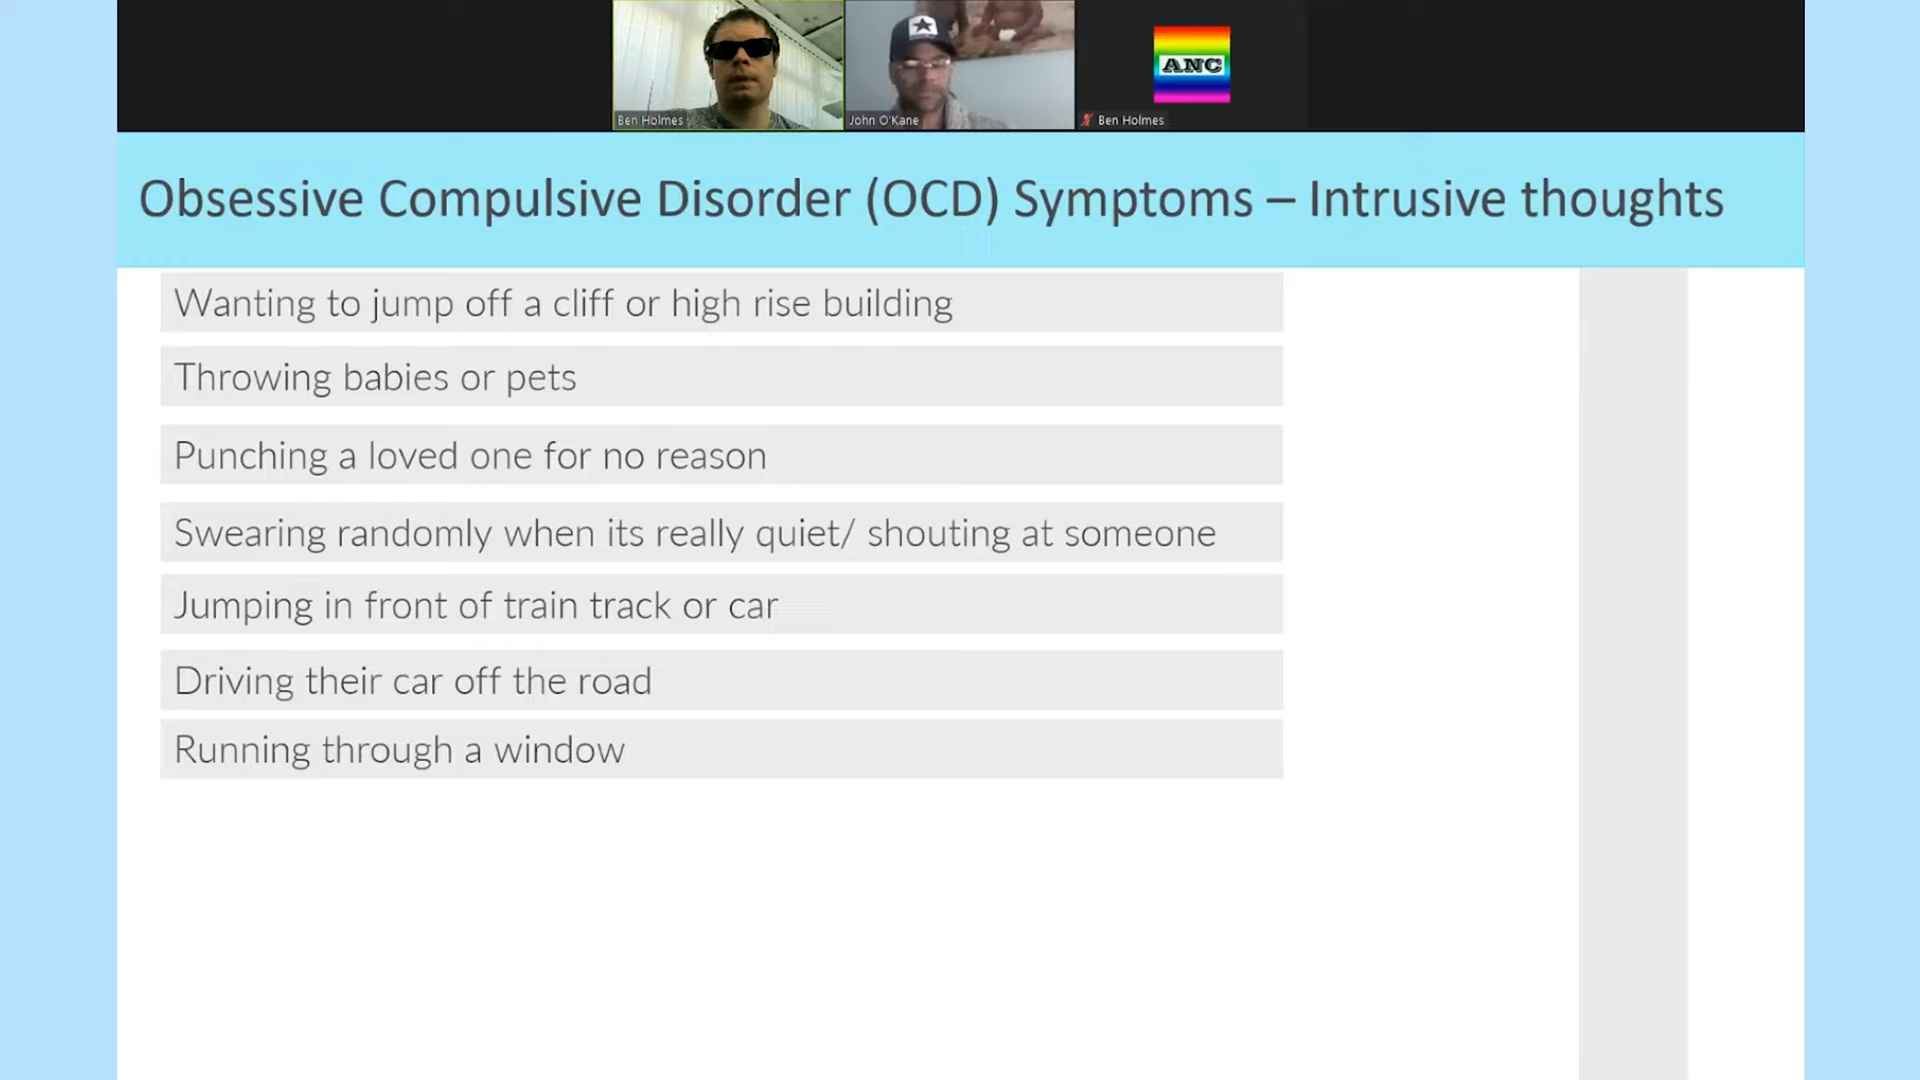 ANC
Ben Holmes
John O'Kane
Ben Holmes
Obsessive Compulsive Disorder (OCD) Symptoms – Intrusive thoughts
Wanting to jump off a cliff or high rise building
Throwing babies or pets
Punching a loved one for no reason
Swearing randomly when its really quiet/ shouting at someone
Jumping in front of train track or car
Driving their car off the road
Running through a window